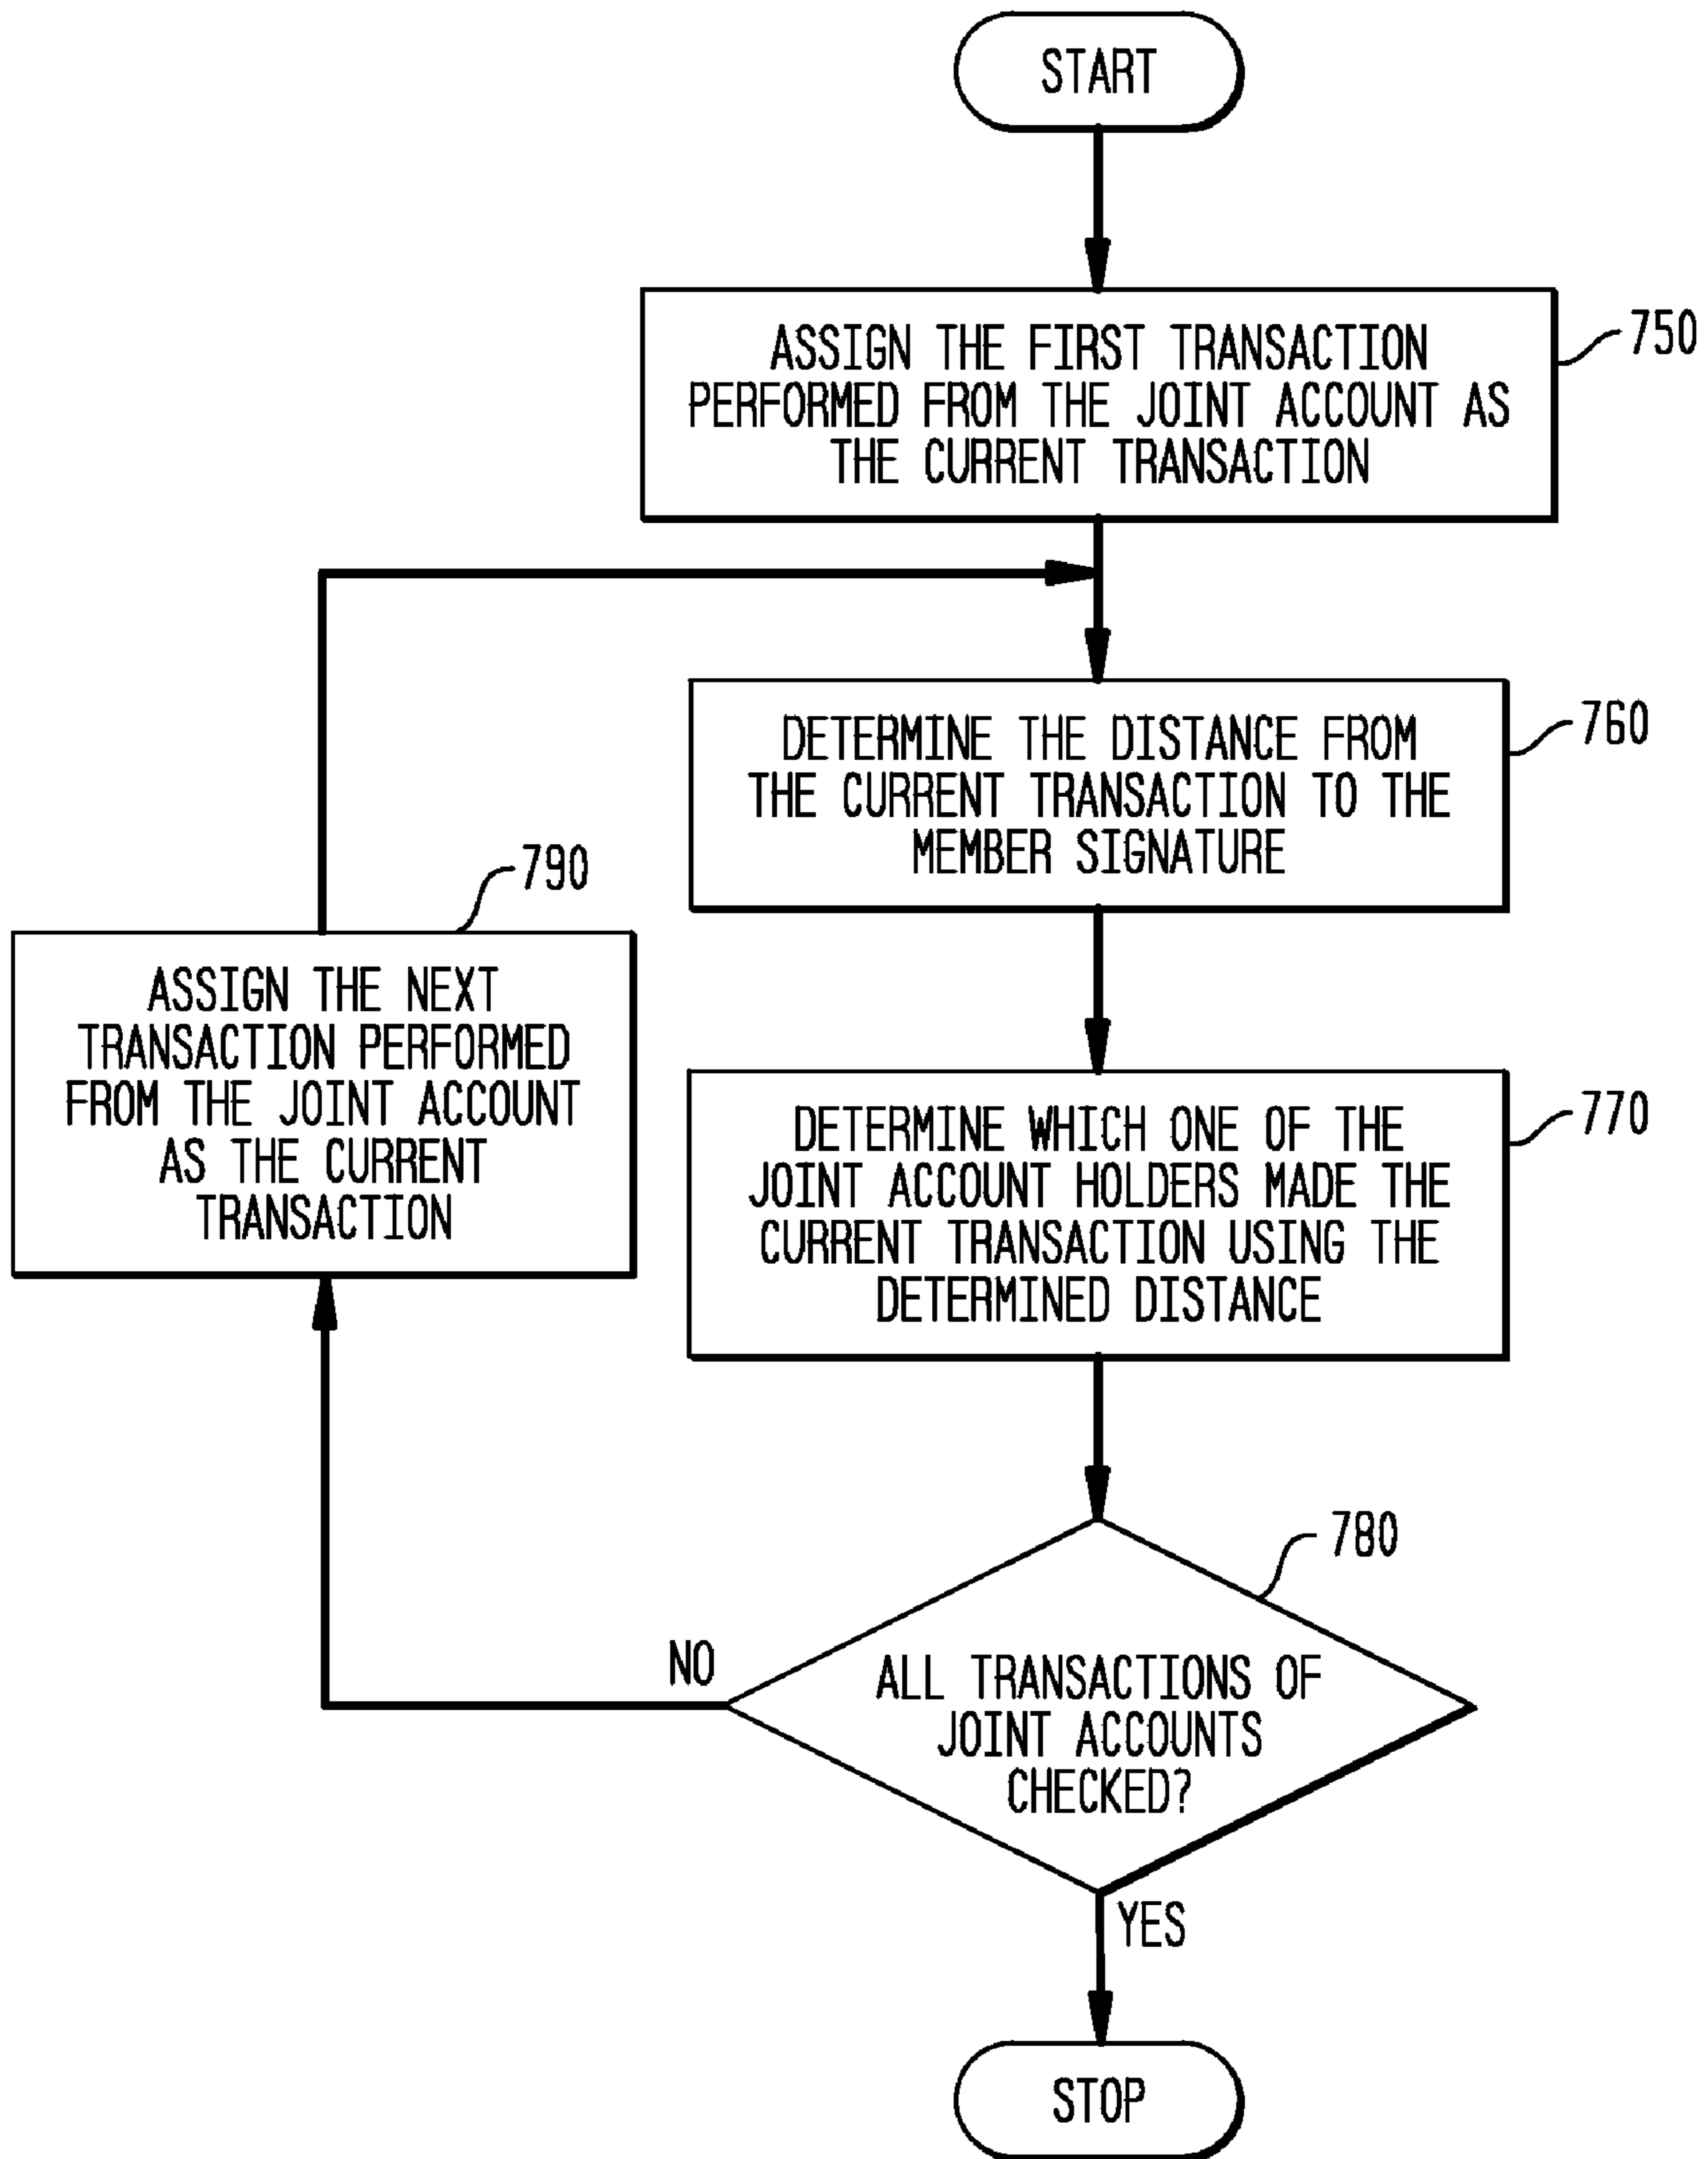 START
ASSIGN THE FIRST TRANSACTION
PERFORMED FROM THE JOINT ACCOUNT AS
THE CURRENT TRANSACTION
750
DETERMINE THE DISTANCE FROM
THE CURRENT TRANSACTION TO THE
MEMBER SIGNATURE
760
790
ASSIGN THE NEXT
TRANSACTION PERFORMED
FROM THE JOINT ACCOUNT
AS THE CURRENT
TRANSACTION
DETERMINE WHICH ONE OF THE
JOINT ACCOUNT HOLDERS MADE THE
CURRENT TRANSACTION USING THE
DETERMINED DISTANCE
770
780
NO
ALL TRANSACTIONS OF
JOINT ACCOUNTS
CHECKED?
YES
STOP